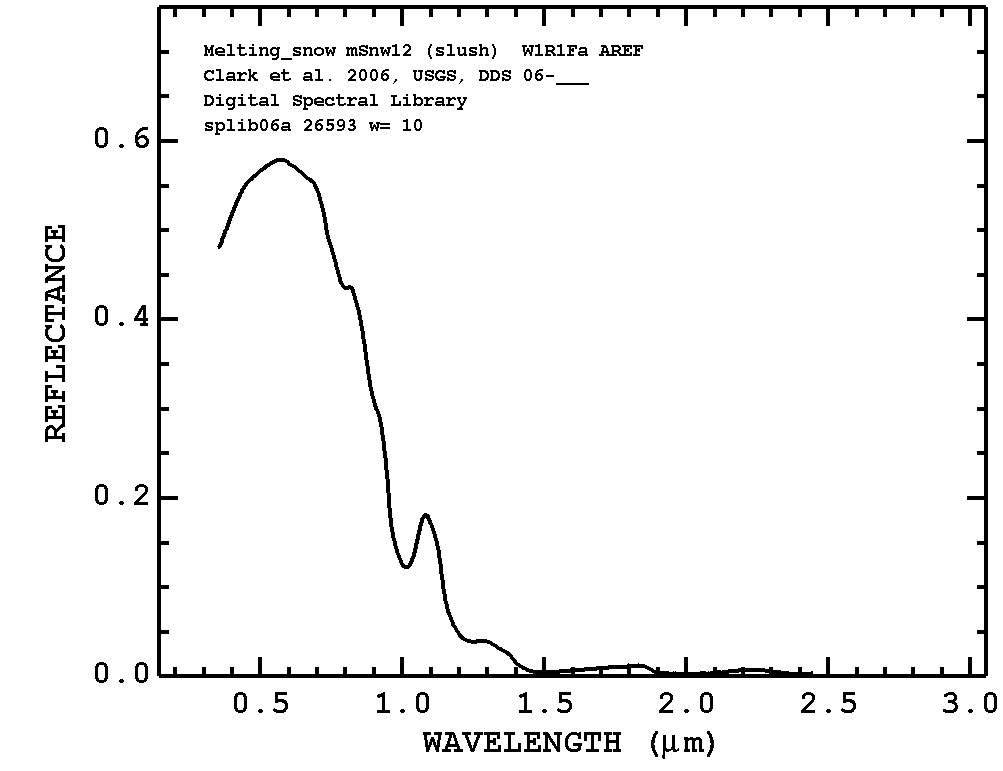 Melting_snow mSnw12 (slush)  W1R1Fa AREF
Clark et al. 2006, USGS, DDS 06-___
Digital Spectral Library
splib06a 26593 w= 10
REFLECTANCE
0.6
0.4
0.2
0.0
0.5 1.0 1.5 2.0 2.5 3.0
WAVELENGTH (μm)